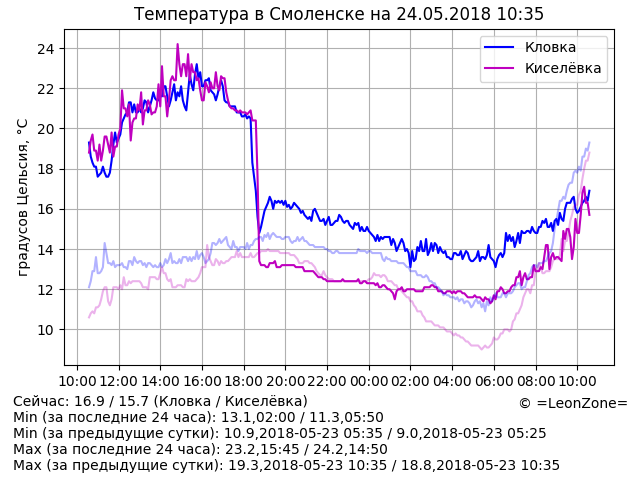 Температура в Смоленске на 24.05.2018 10:35
Кловка
Киселёвка
градусов Цельсия, °C
24
22
20
18
16
14
12
10
10:00 12:00 14:00 16:00 18:00 20:00 22:00 00:00 02:00 04:00 06:00 08:00 10:00
Сейчас: 16.9 / 15.7 (Кловка / Киселёвка)
© =LeonZone=
Min (за последние 24 часа): 13.1,02:00 / 11.3,05:50
Min (за предыдущие сутки): 10.9,2018-05-23 05:35 / 9.0,2018-05-23 05:25
Max (за последние 24 часа): 23.2,15:45 / 24.2,14:50
Max (за предыдущие сутки): 19.3,2018-05-23 10:35 / 18.8,2018-05-23 10:35